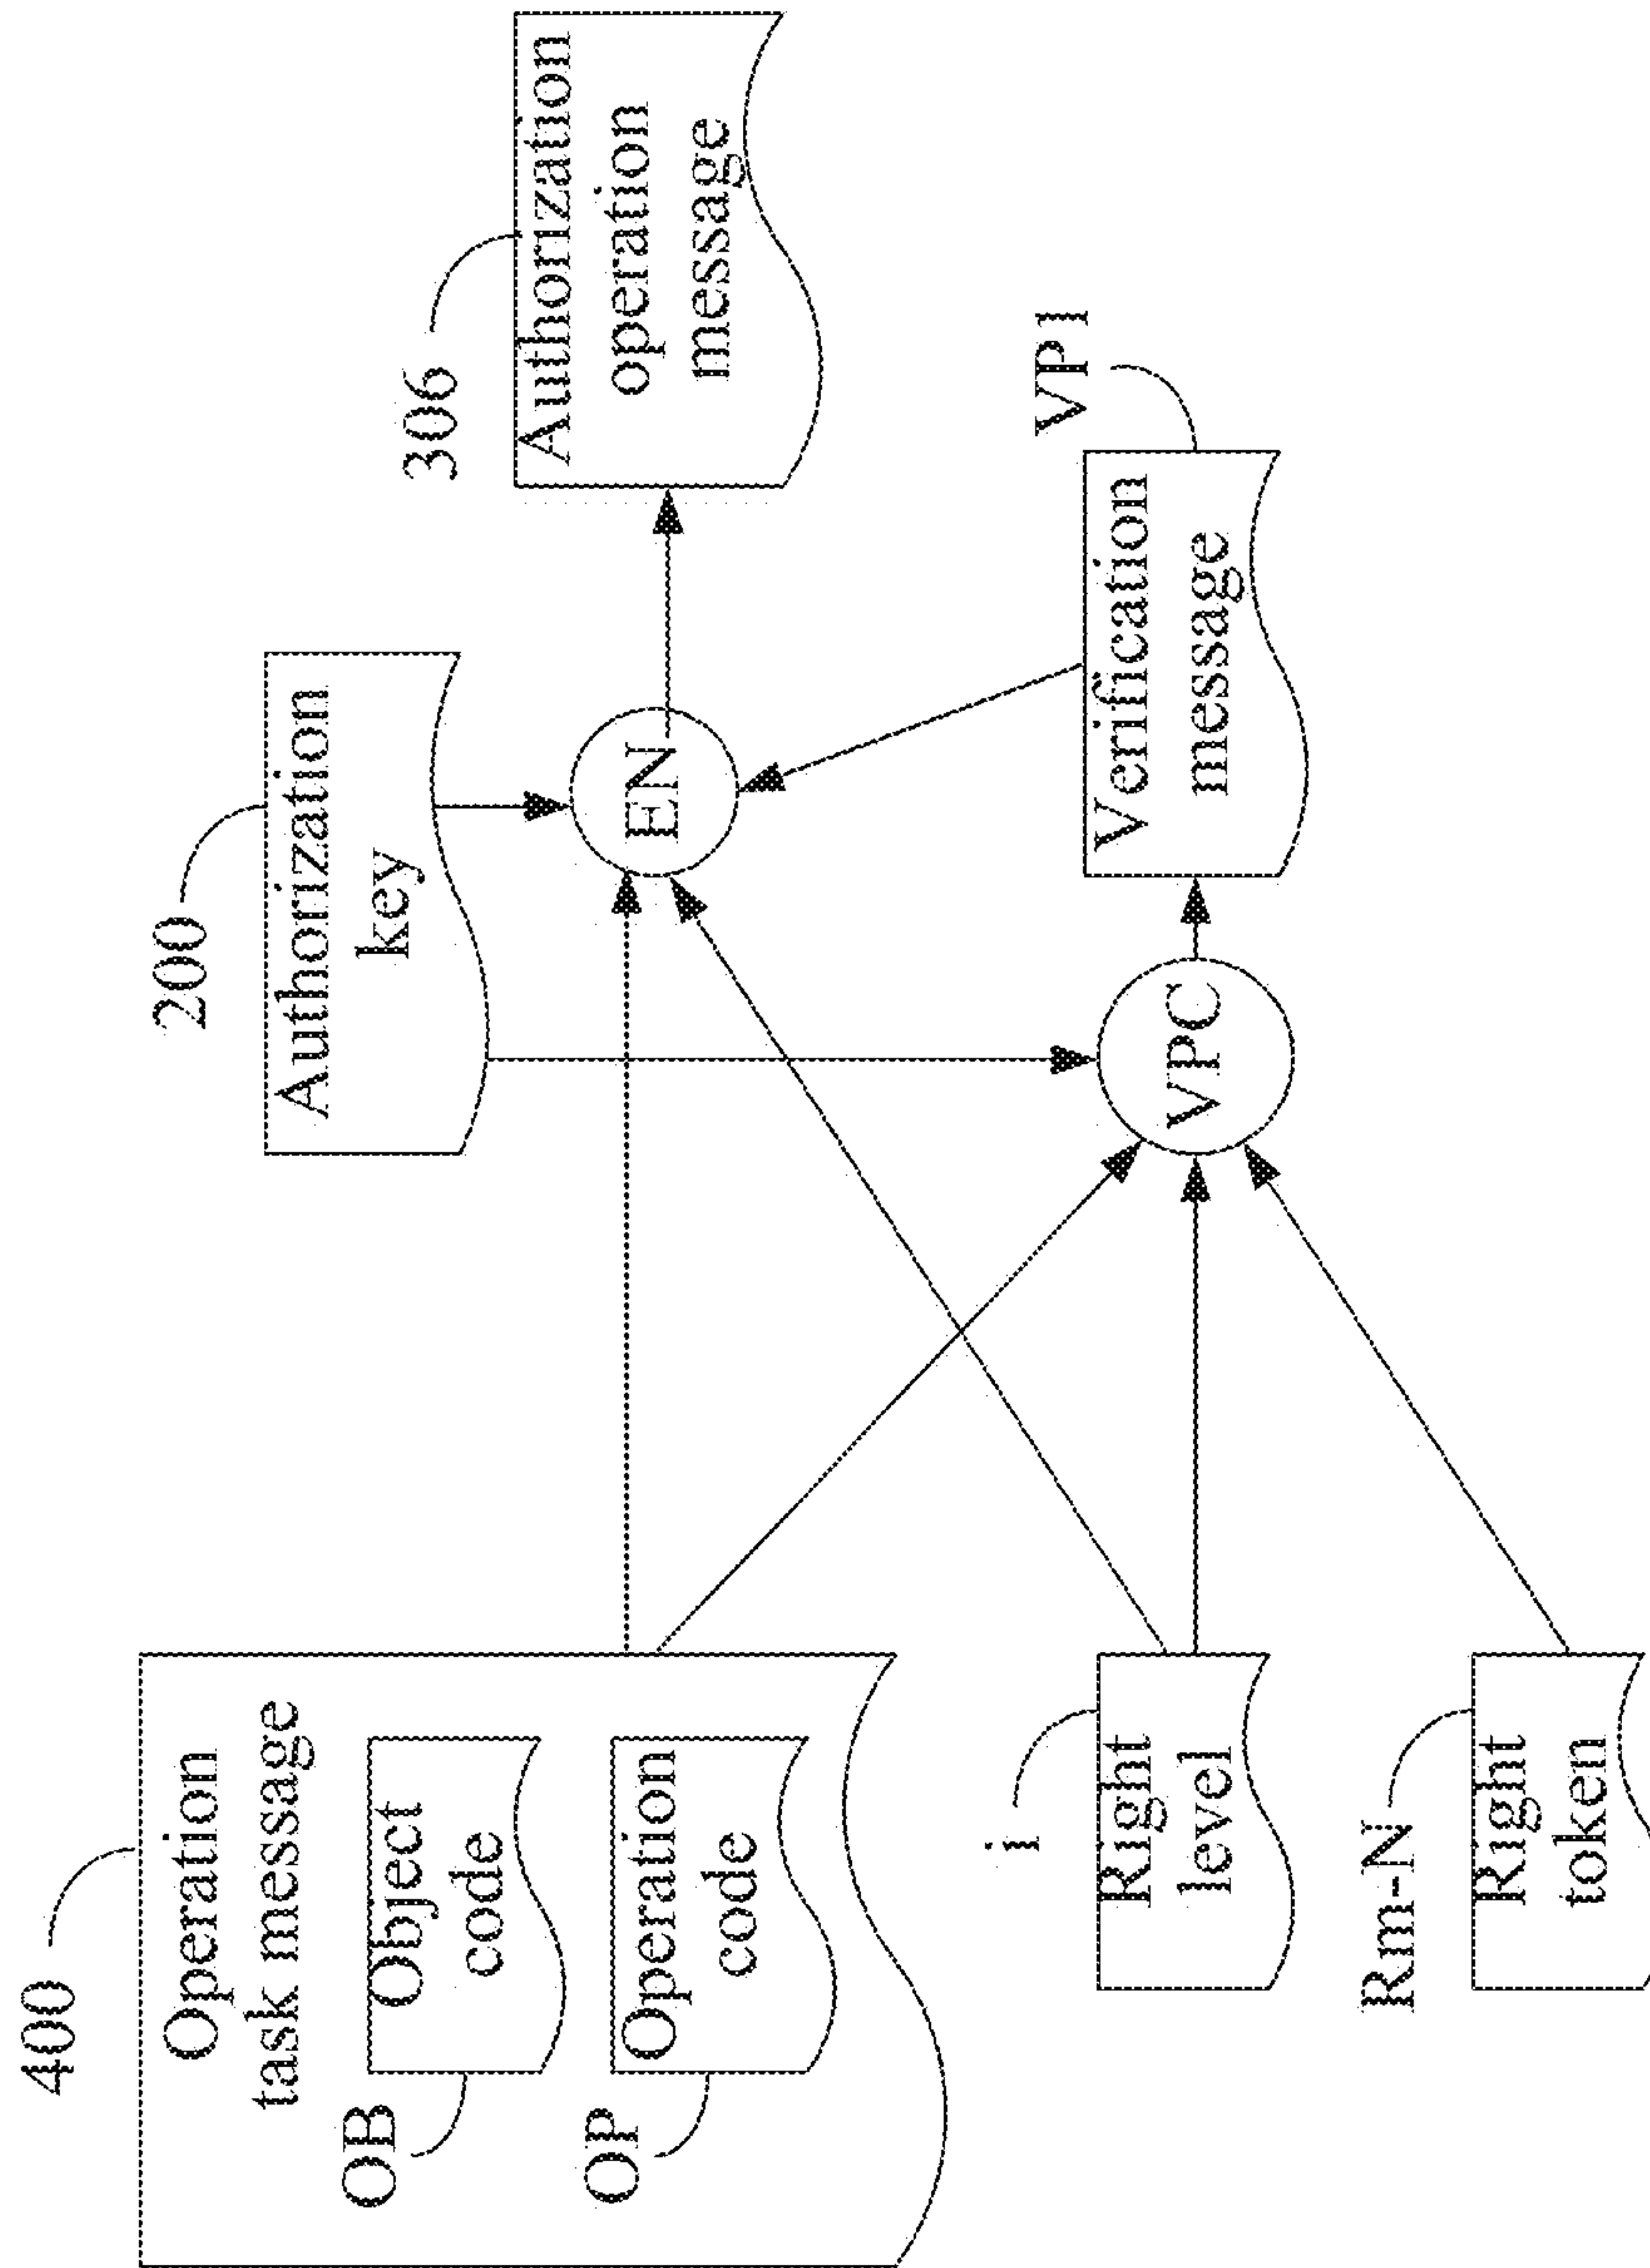 400
Operation
task message
OB
Object
code
OP
Operation
code
i
Right
level
Rm-N
Right
token
200
Authorization
key
EN
VPC
306
Authorization
operation
message
VP1
Verification
message